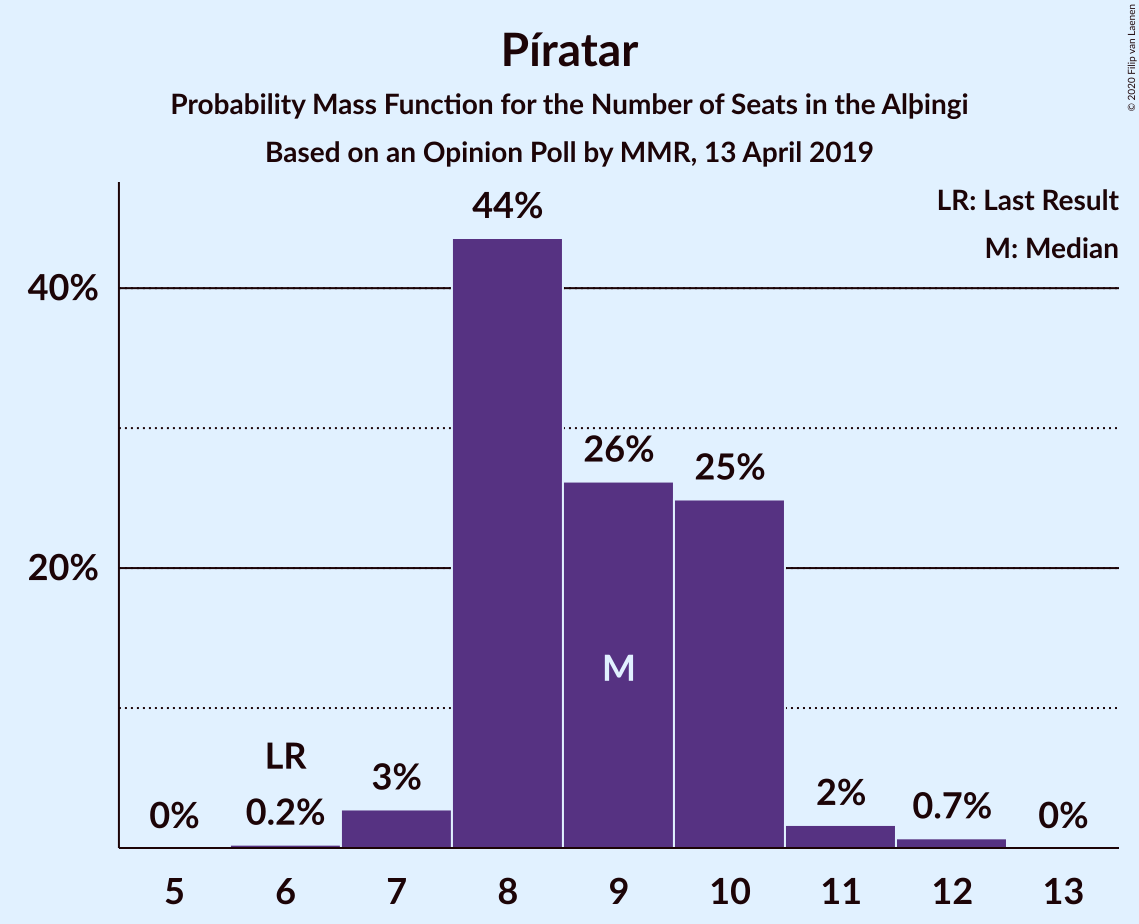 Píratar
Probability Mass Function for the Number of Seats in the Alþingi
Based on an Opinion Poll by MMR, 13 April 2019
© 2020 Filip van Laenen
LR: Last Result
M: Median
44%
40%
26%
25%
20%
M
LR
3%
0%
0.2%
2%
0.7%
0%
5 6 7 8 9 10 11 12 13